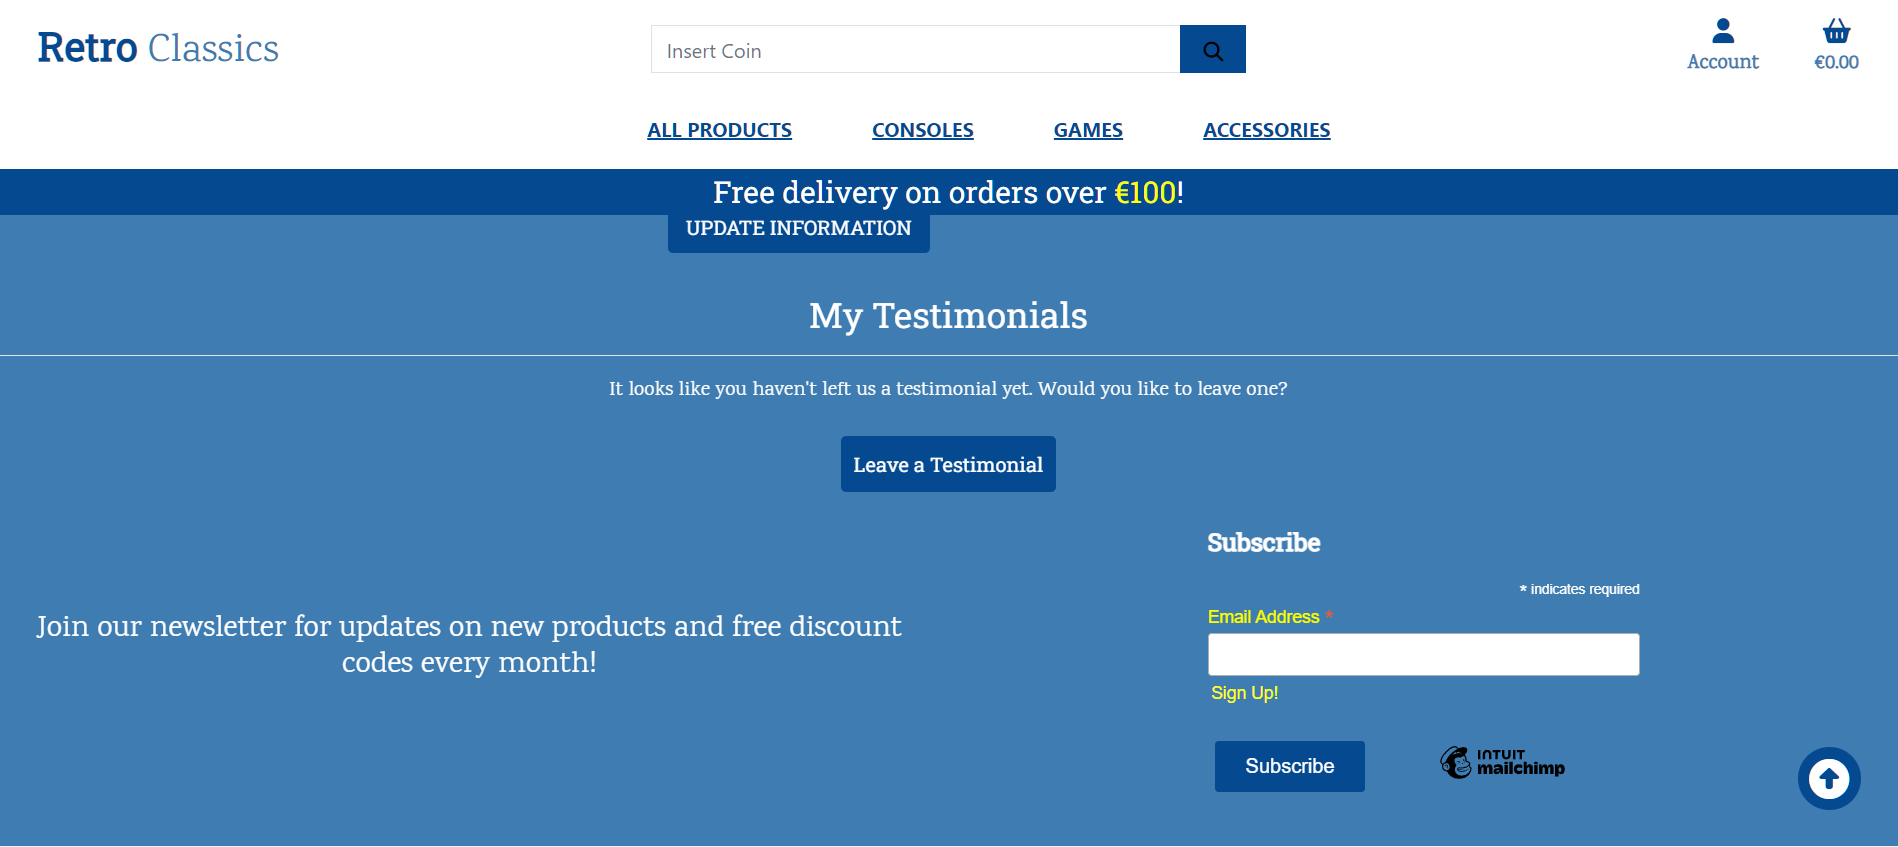 Retro Classics
Insert Coin
Account
€0.00
ALL PRODUCTS
CONSOLES
GAMES
ACCESSORIES
Free delivery on orders over €100!
UPDATE INFORMATION
My Testimonials
It looks like you haven't left us a testimonial yet. Would you like to leave one?
Leave a Testimonial
Join our newsletter for updates on new products and free discount
codes every month!
Subscribe
* indicates required
Email Address *
Sign Up!
Subscribe
INTUIT
mailchimp